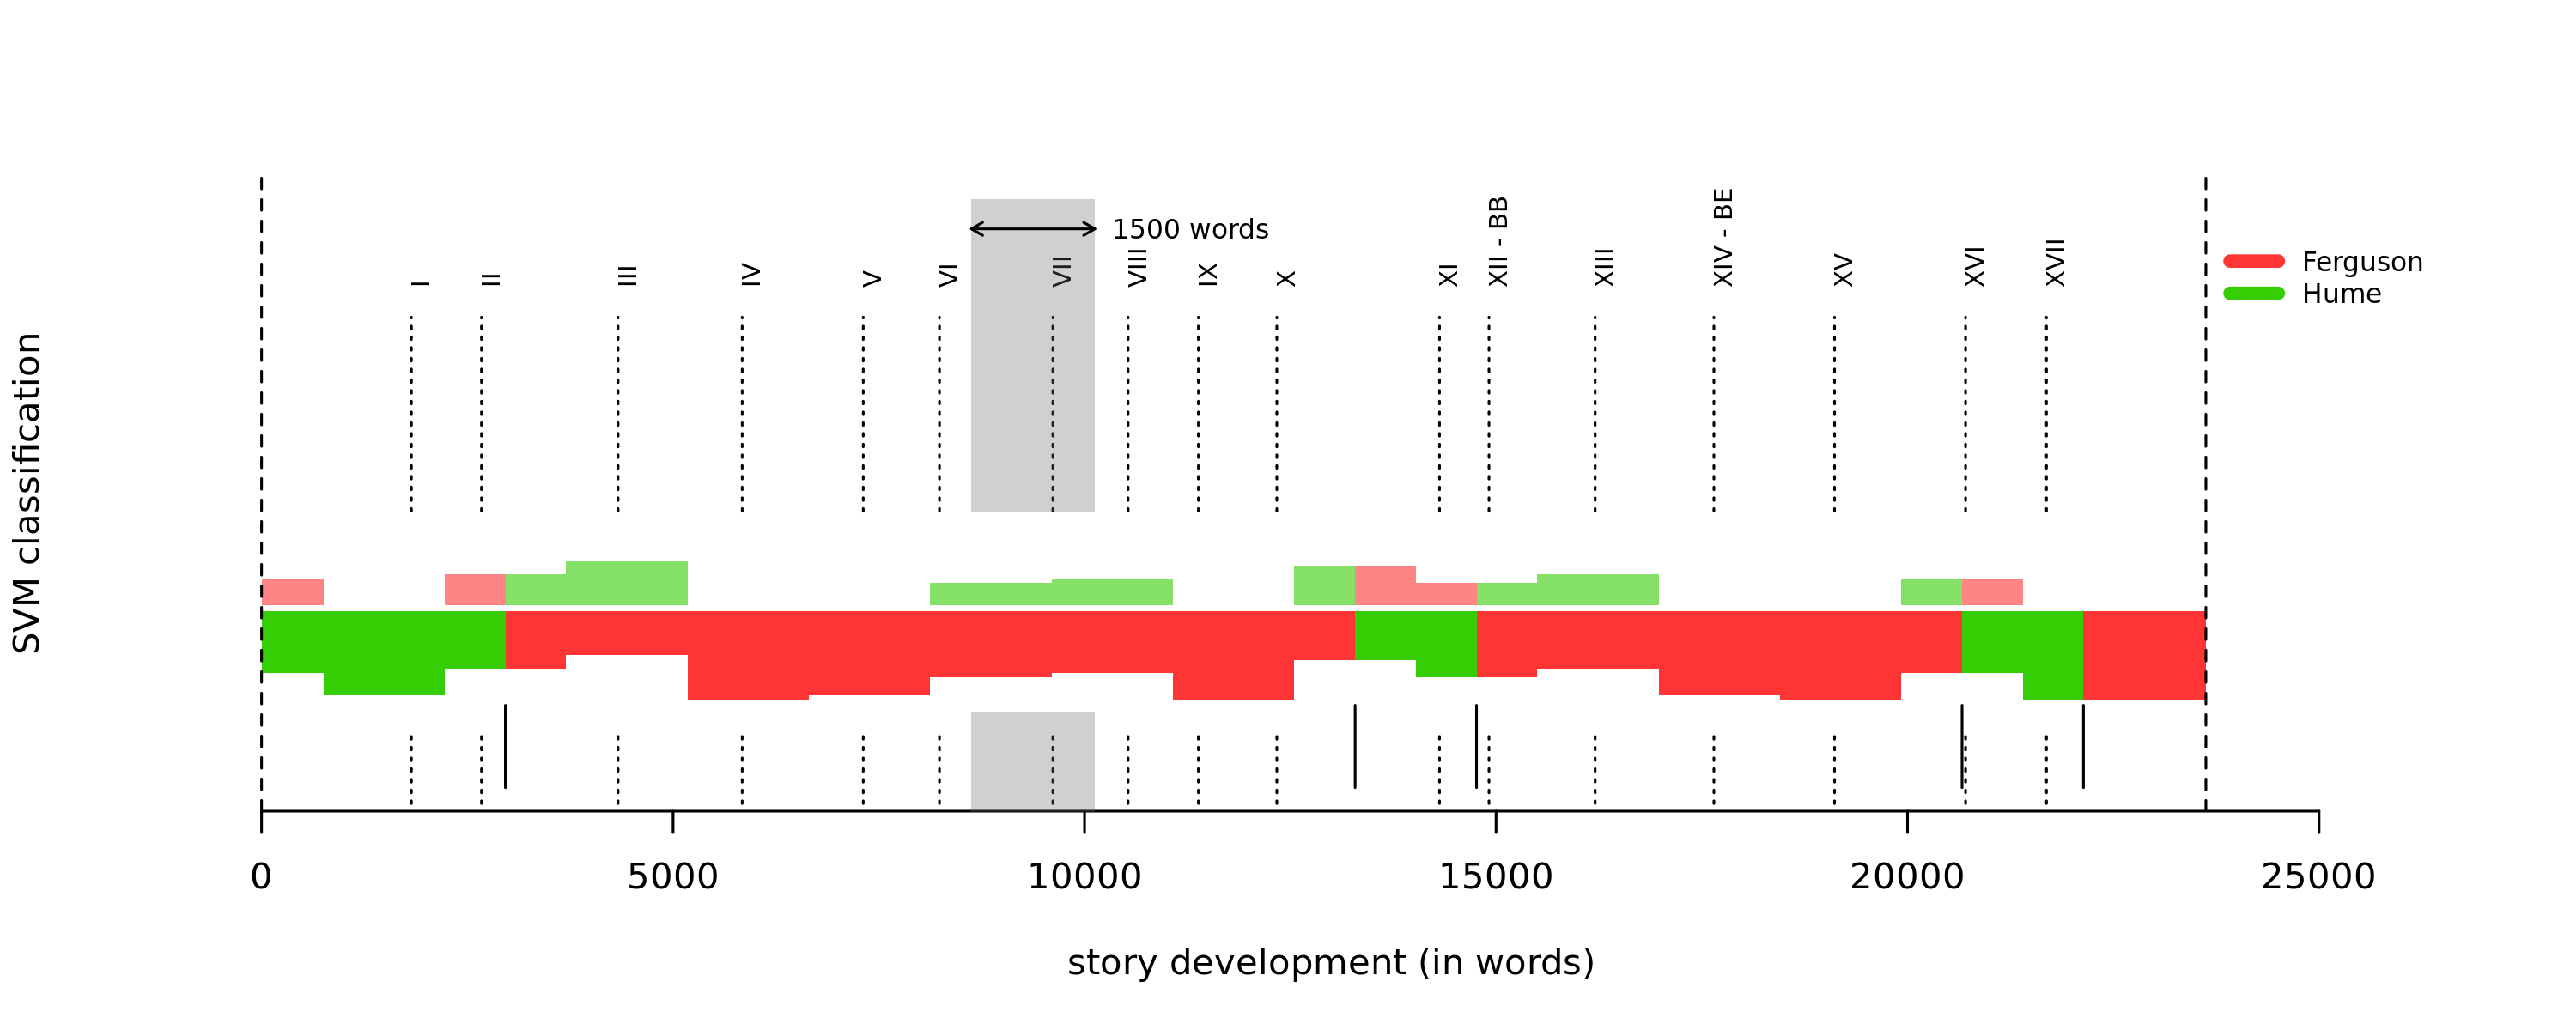 1500 words
I
II
III
IV
V
VI
VII
VIII
IX
X
XI
XII - BB
XIII
XIV - BE
XV
XVI
XVII
Ferguson
Hume
SVM classification
0 5000 10000 15000 20000 25000
story development (in words)